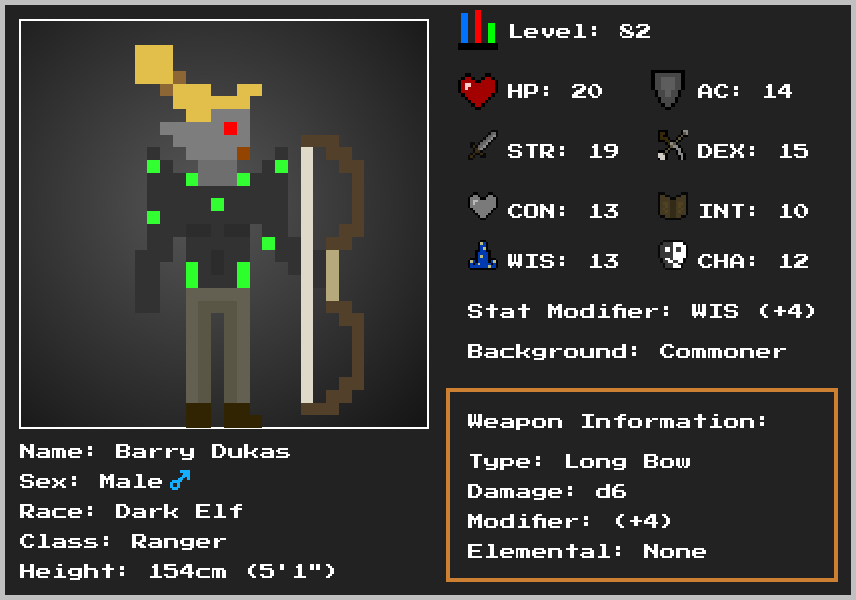 Level: 82
HP: 20 AC: 14
STR: 19 DEX: 15
CON: 13 INT: 10
WIS: 13 CHA: 12
Stat Modifier: WIS (+4)
Background: Commoner
Weapon Information:
Type: Long Bow
Damage: d6
Modifier: (+4)
Elemental: None
Name: Barry Dukas
Sex: Male ♂
Race: Dark Elf
Class: Ranger
Height: 154cm (5'1")